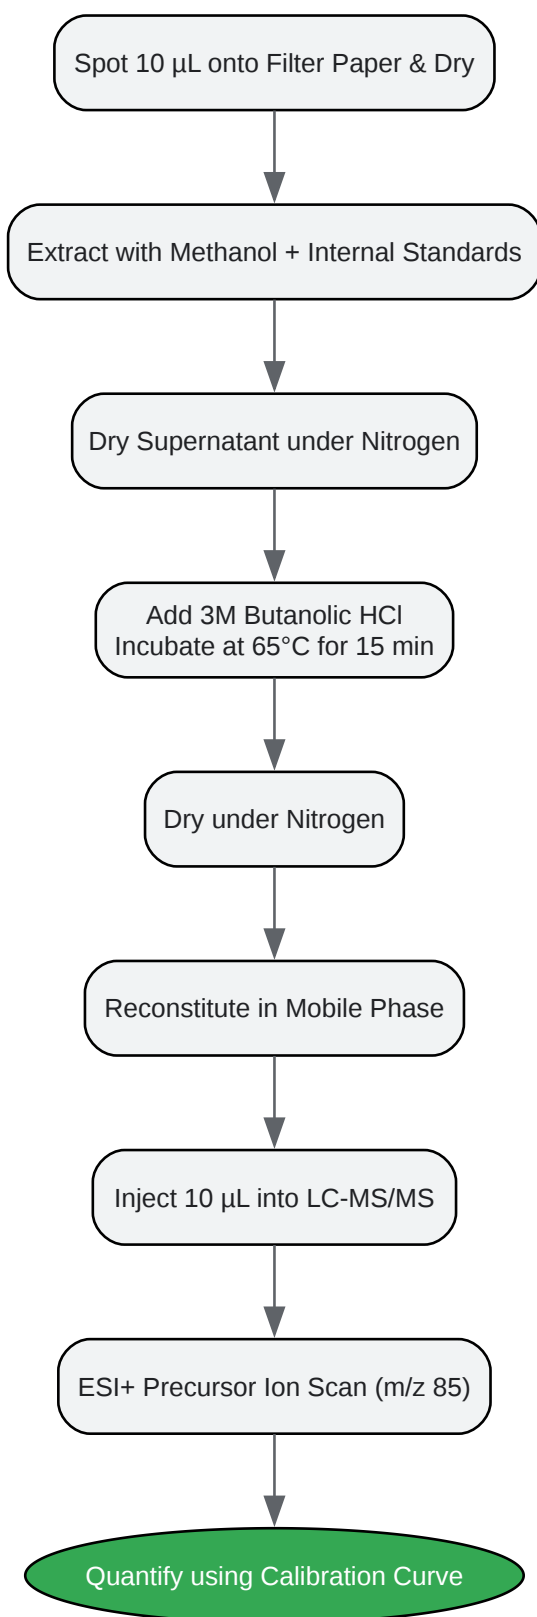 Spot 10 µL onto Filter Paper & Dry
Extract with Methanol + Internal Standards
Dry Supernatant under Nitrogen
Add 3M Butanolic HCl
Incubate at 65°C for 15 min
Dry under Nitrogen
Reconstitute in Mobile Phase
Inject 10 µL into LC-MS/MS
ESI+ Precursor Ion Scan (m/z 85)
Quantify using Calibration Curve